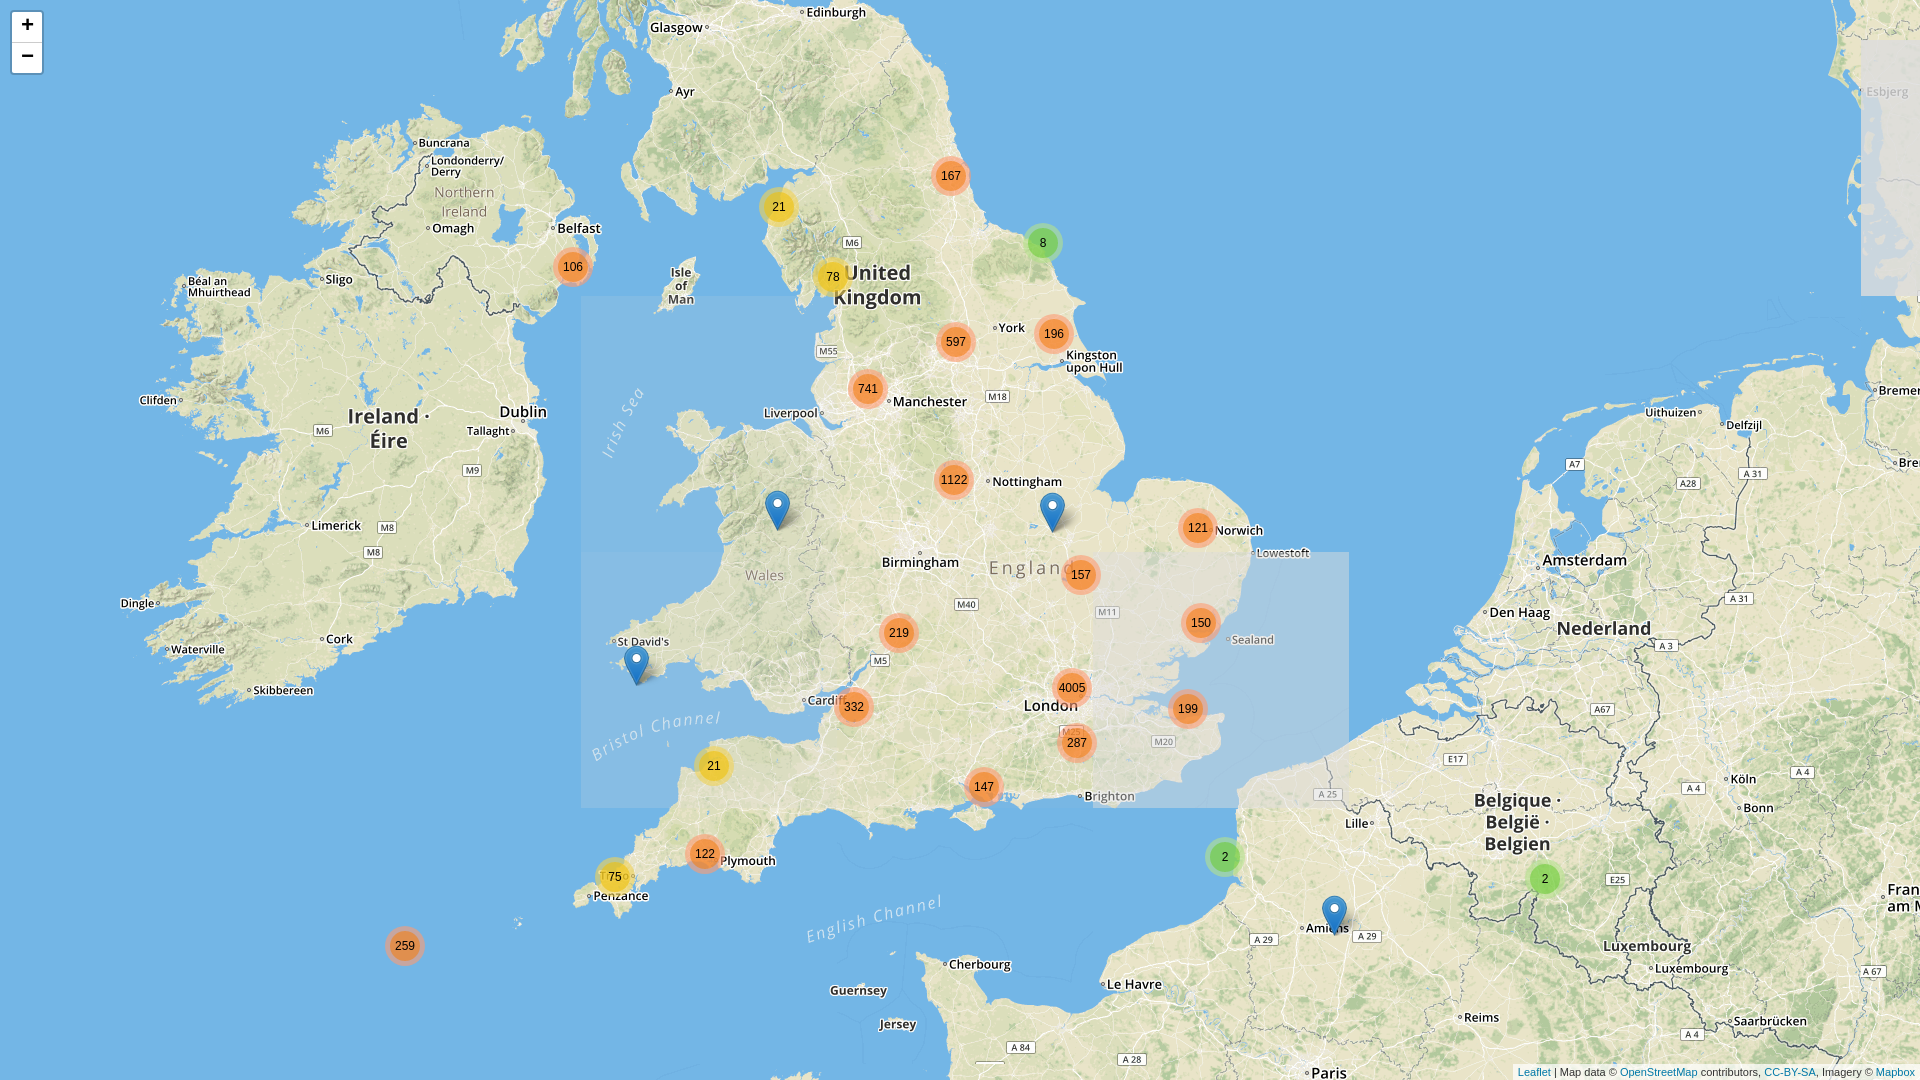 +
−
Edinburgh
Glasgow
Ayr
Esbjerg
Buncrana
Londonderry/
Derry
Northern
Ireland
Omagh
Belfast
167
21
M6
8
106
78
United
Kingdom
Isle
of
Man
Sligo
Béal an
Mhuirthead
York
196
597
Kingston
upon Hull
M55
741
Manchester
M18
Liverpool
Irish Sea
Clifden
Ireland ·
Éire
Dublin
Tallaght
M6
M9
Bremer
Uithuizen
Delfzijl
A7
A 31
A28
Bre
1122
Nottingham
Limerick
M8
M8
121
Norwich
Lowestoft
Birmingham
England
157
Wales
Amsterdam
Dingle
M40
M11
Den Haag
Nederland
A 31
A 3
219
150
Sealand
Cork
Waterville
St David's
M5
Skibbereen
4005
London
Cardiff
332
199
A67
Bristol Channel
M25
287
M20
E17
21
147
Brighton
A 25
Köln
A 4
A 4
Bonn
Belgique ·
België ·
Belgien
Lille
122
Plymouth
2
75
Penzance
2
E25
Fran
am M
English Channel
Amiens
A 29
A 29
259
Luxembourg
Luxembourg
A 67
Cherbourg
Guernsey
Le Havre
Jersey
Reims
Saarbrücken
A 84
A 28
A 4
Paris
Leaflet | Map data © OpenStreetMap contributors, CC-BY-SA, Imagery © Mapbox